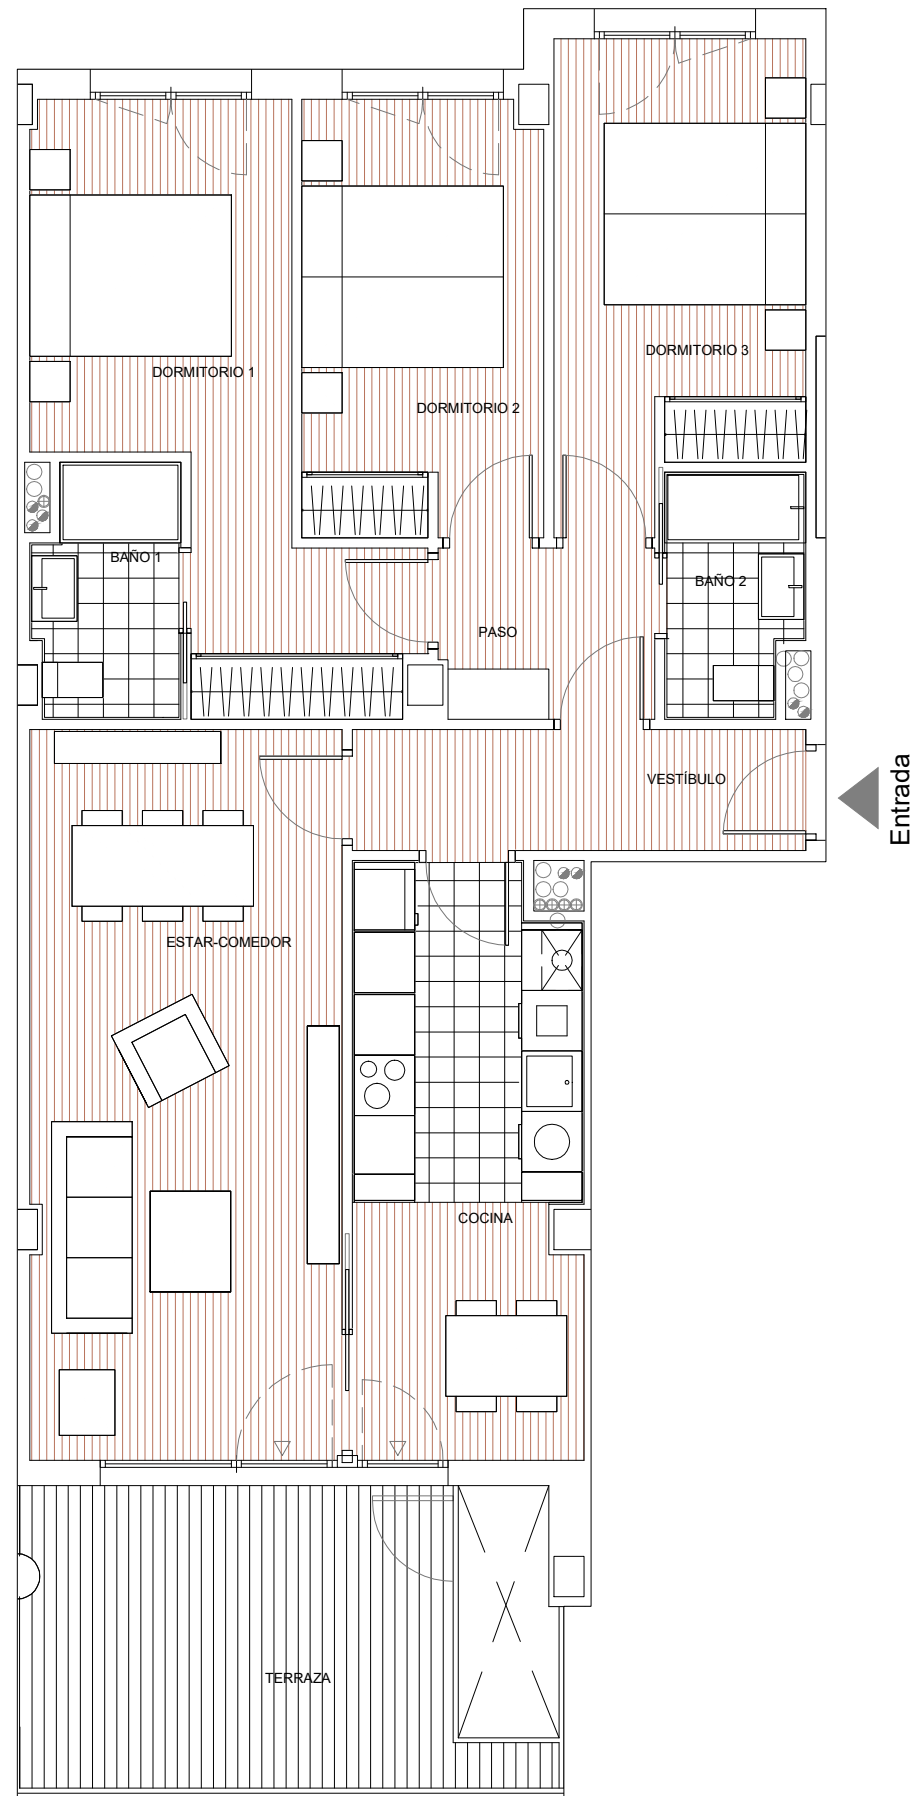 DORMITORIO 3
DORMITORIO 1
DORMITORIO 2
BAÑO 1
BAÑO 2
PASO
VESTÍBULO
Entrada
ESTAR-COMEDOR
COCINA
TERRAZA